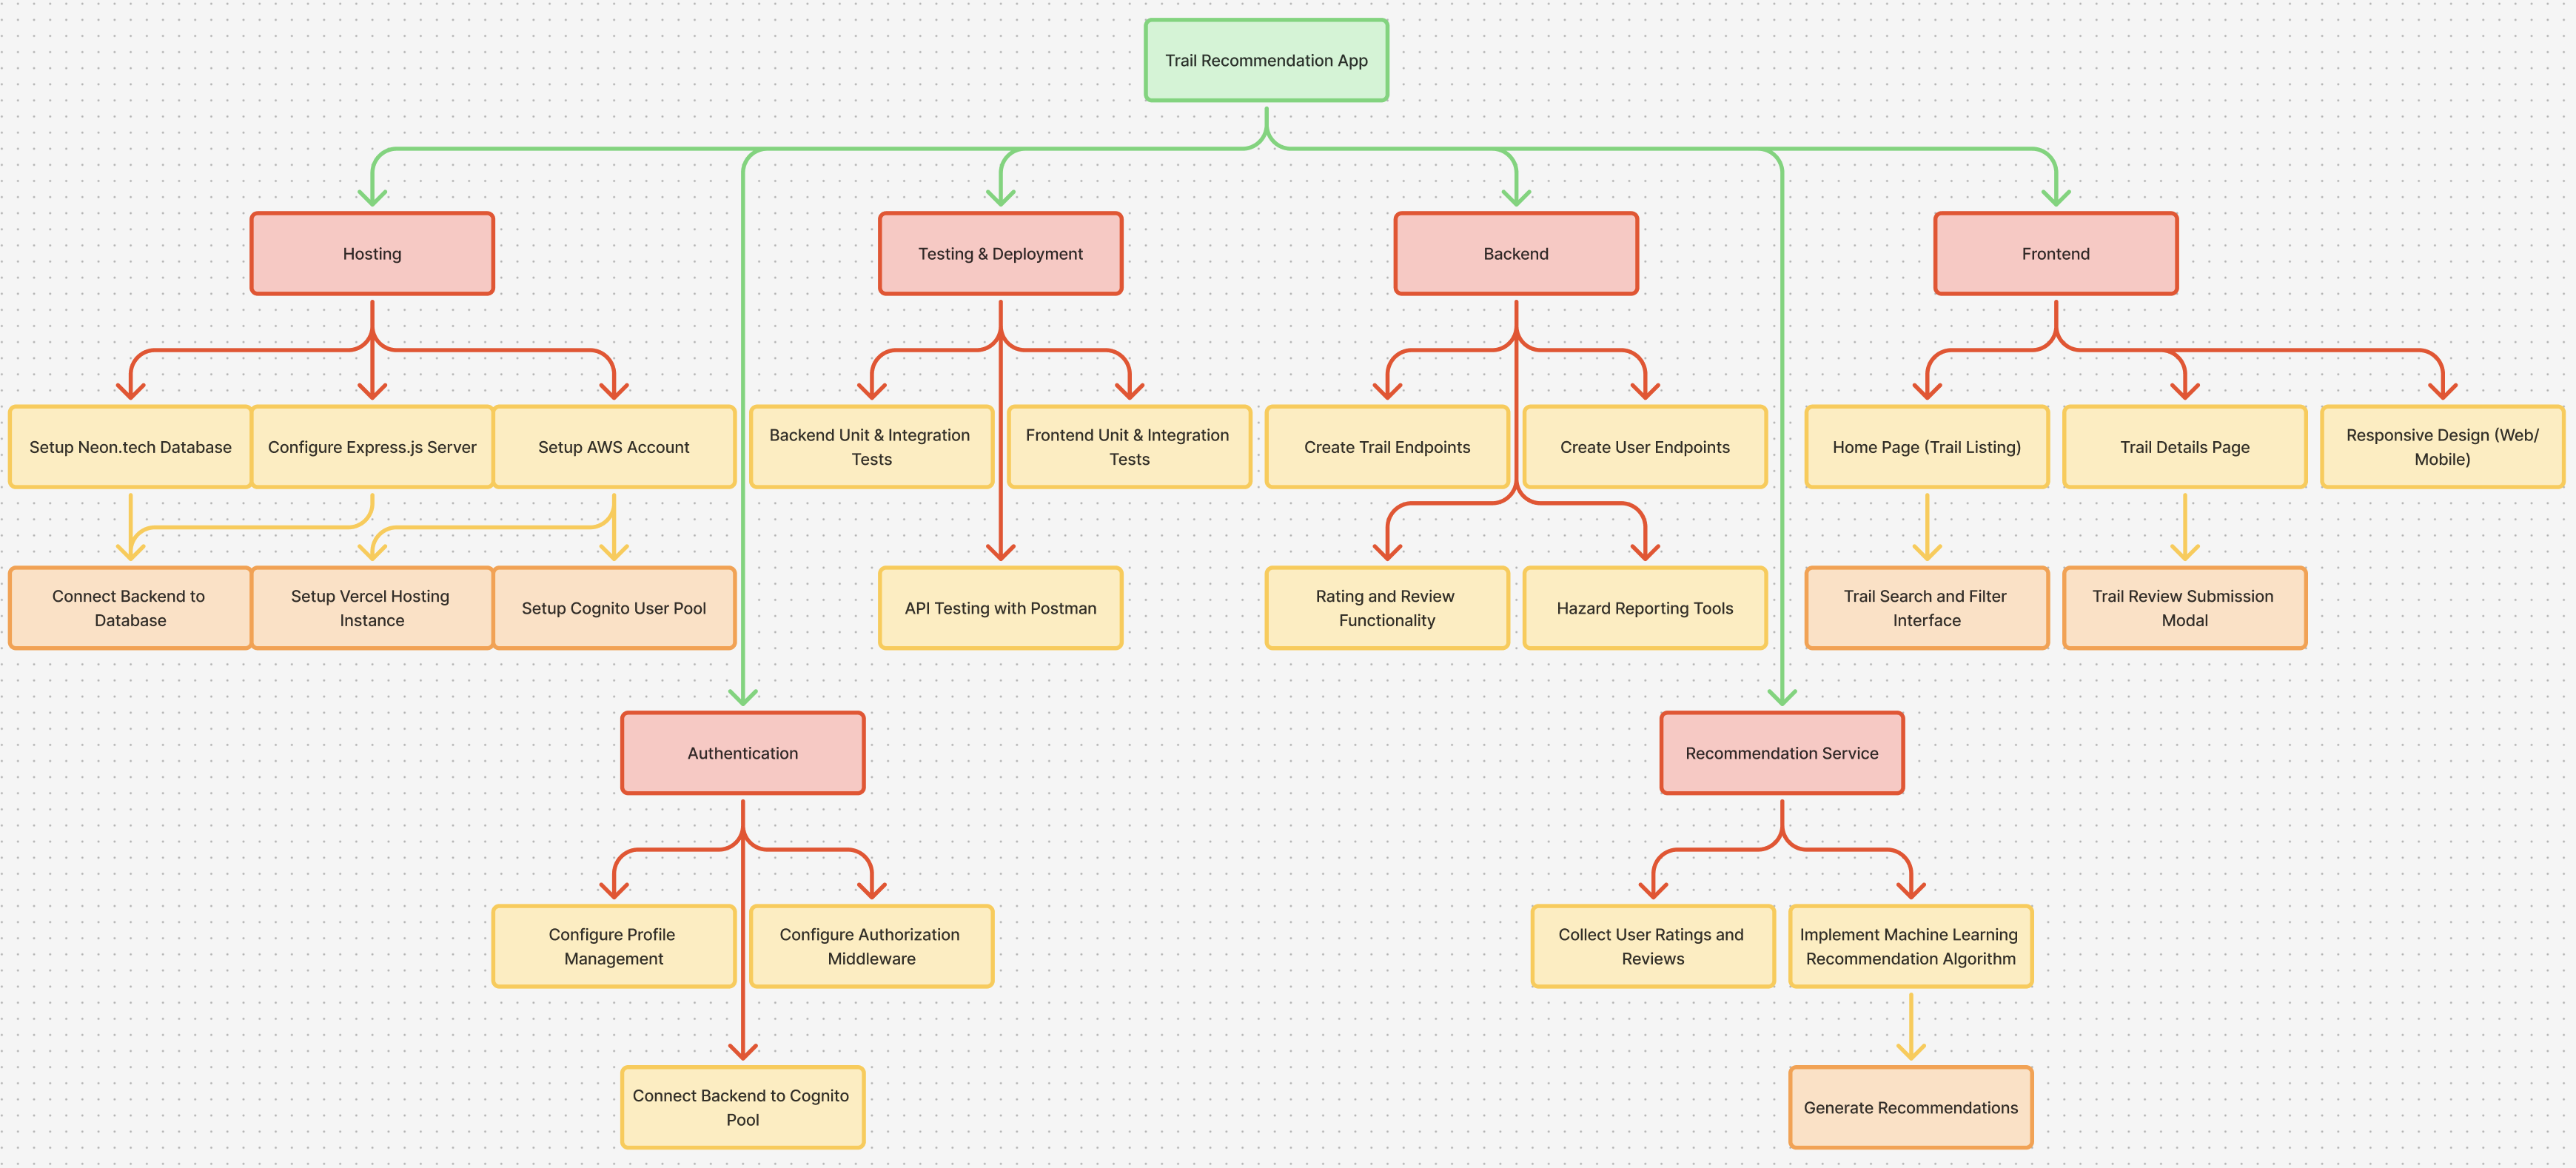 Trail Recommendation App
Hosting
Testing & Deployment
Backend
Frontend
Setup Neon.tech Database
Configure Express.js Server
Setup AWS Account
Backend Unit & Integration
Tests
Frontend Unit & Integration
Tests
Create Trail Endpoints
Create User Endpoints
Home Page (Trail Listing)
Trail Details Page
Responsive Design (Web/
Mobile)
Connect Backend to
Database
Setup Vercel Hosting
Instance
Setup Cognito User Pool
API Testing with Postman
Rating and Review
Functionality
Hazard Reporting Tools
Trail Search and Filter
Interface
Trail Review Submission
Modal
Authentication
Recommendation Service
Configure Profile
Management
Configure Authorization
Middleware
Collect User Ratings and
Reviews
Implement Machine Learning
Recommendation Algorithm
Connect Backend to Cognito
Pool
Generate Recommendations